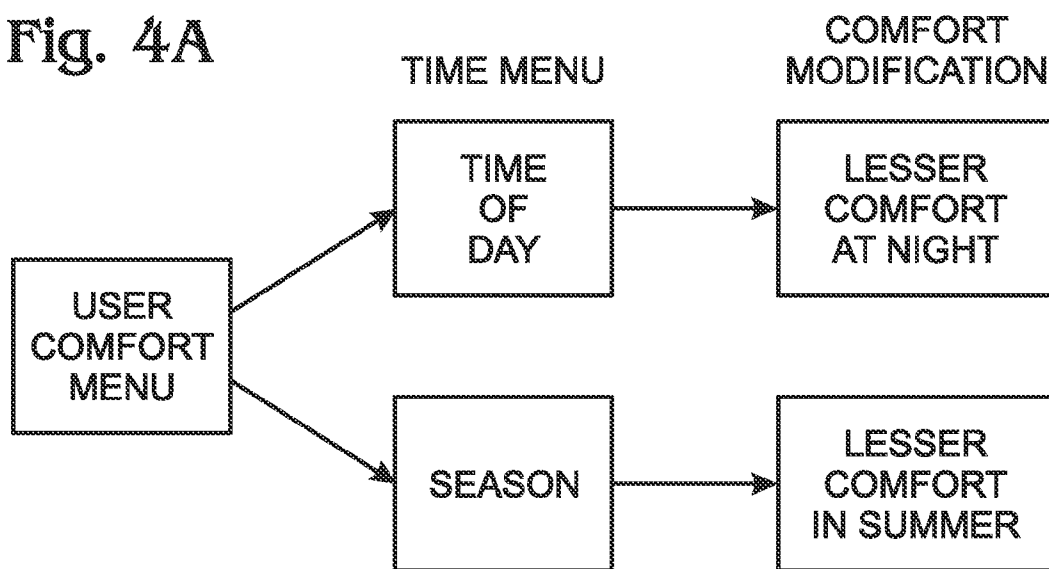 Fig. 4A
TIME MENU
COMFORT
MODIFICATION
TIME
OF
DAY
LESSER
COMFORT
AT NIGHT
USER
COMFORT
MENU
SEASON
LESSER
COMFORT
IN SUMMER